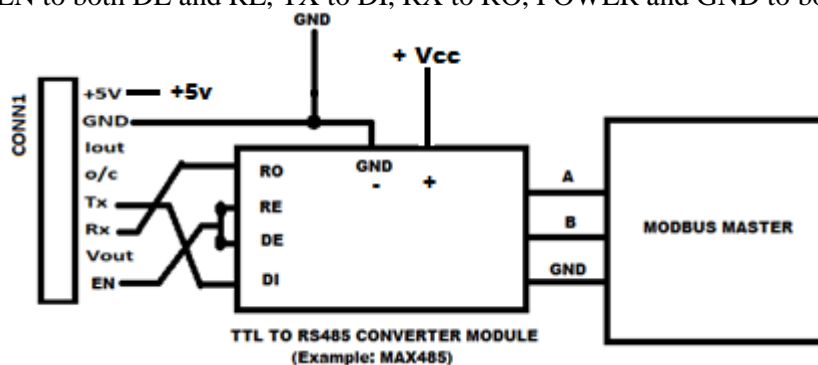 EN to both DE and RE, TX to DI, RX to RO, POWER and GND to bo
GND
+ Vcc
CONN1
+5V
+5v
GND
Iout
o/c
Tx
Rx
Vout
EN
RO
RE
DE
DI
GND
-
+
A
B
GND
MODBUS MASTER
TTL TO RS485 CONVERTER MODULE
(Example: MAX485)